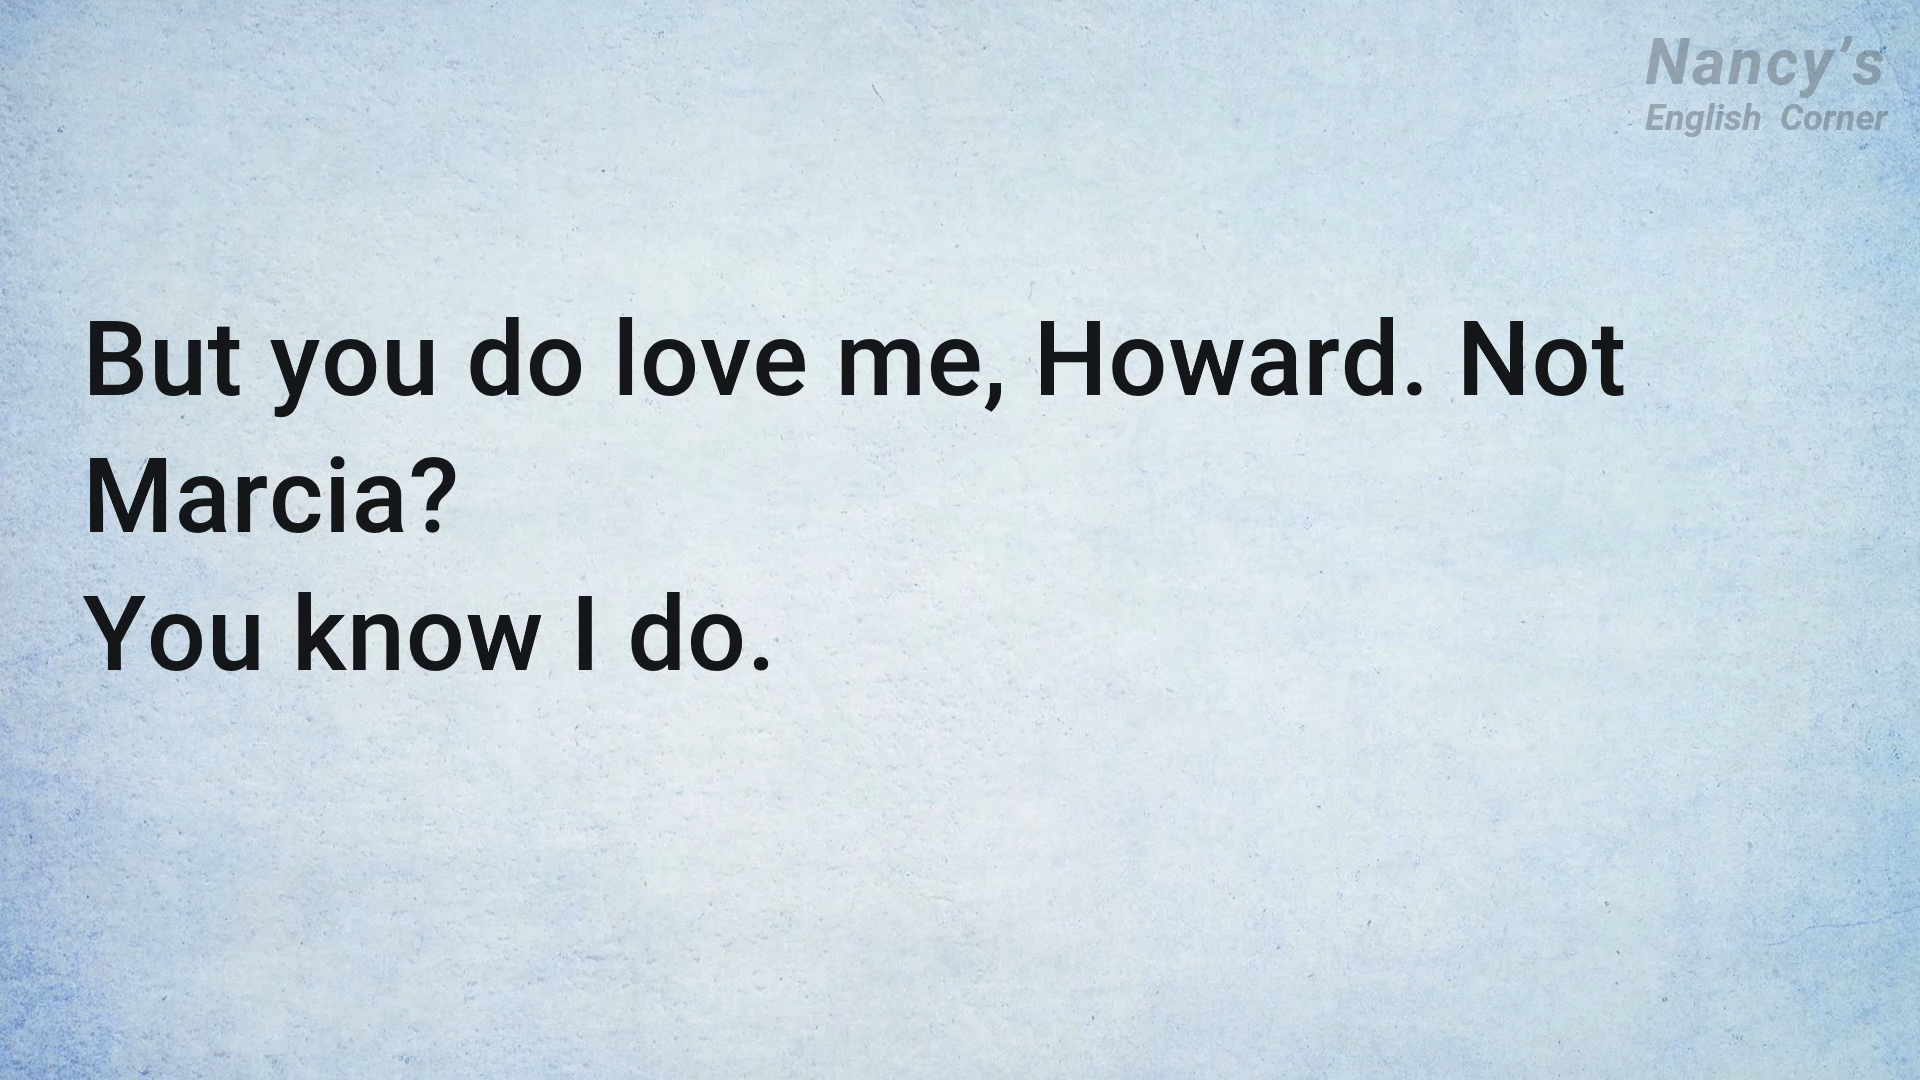 Nancy’s
English Corner
But you do love me, Howard. Not
Marcia?
You know I do.